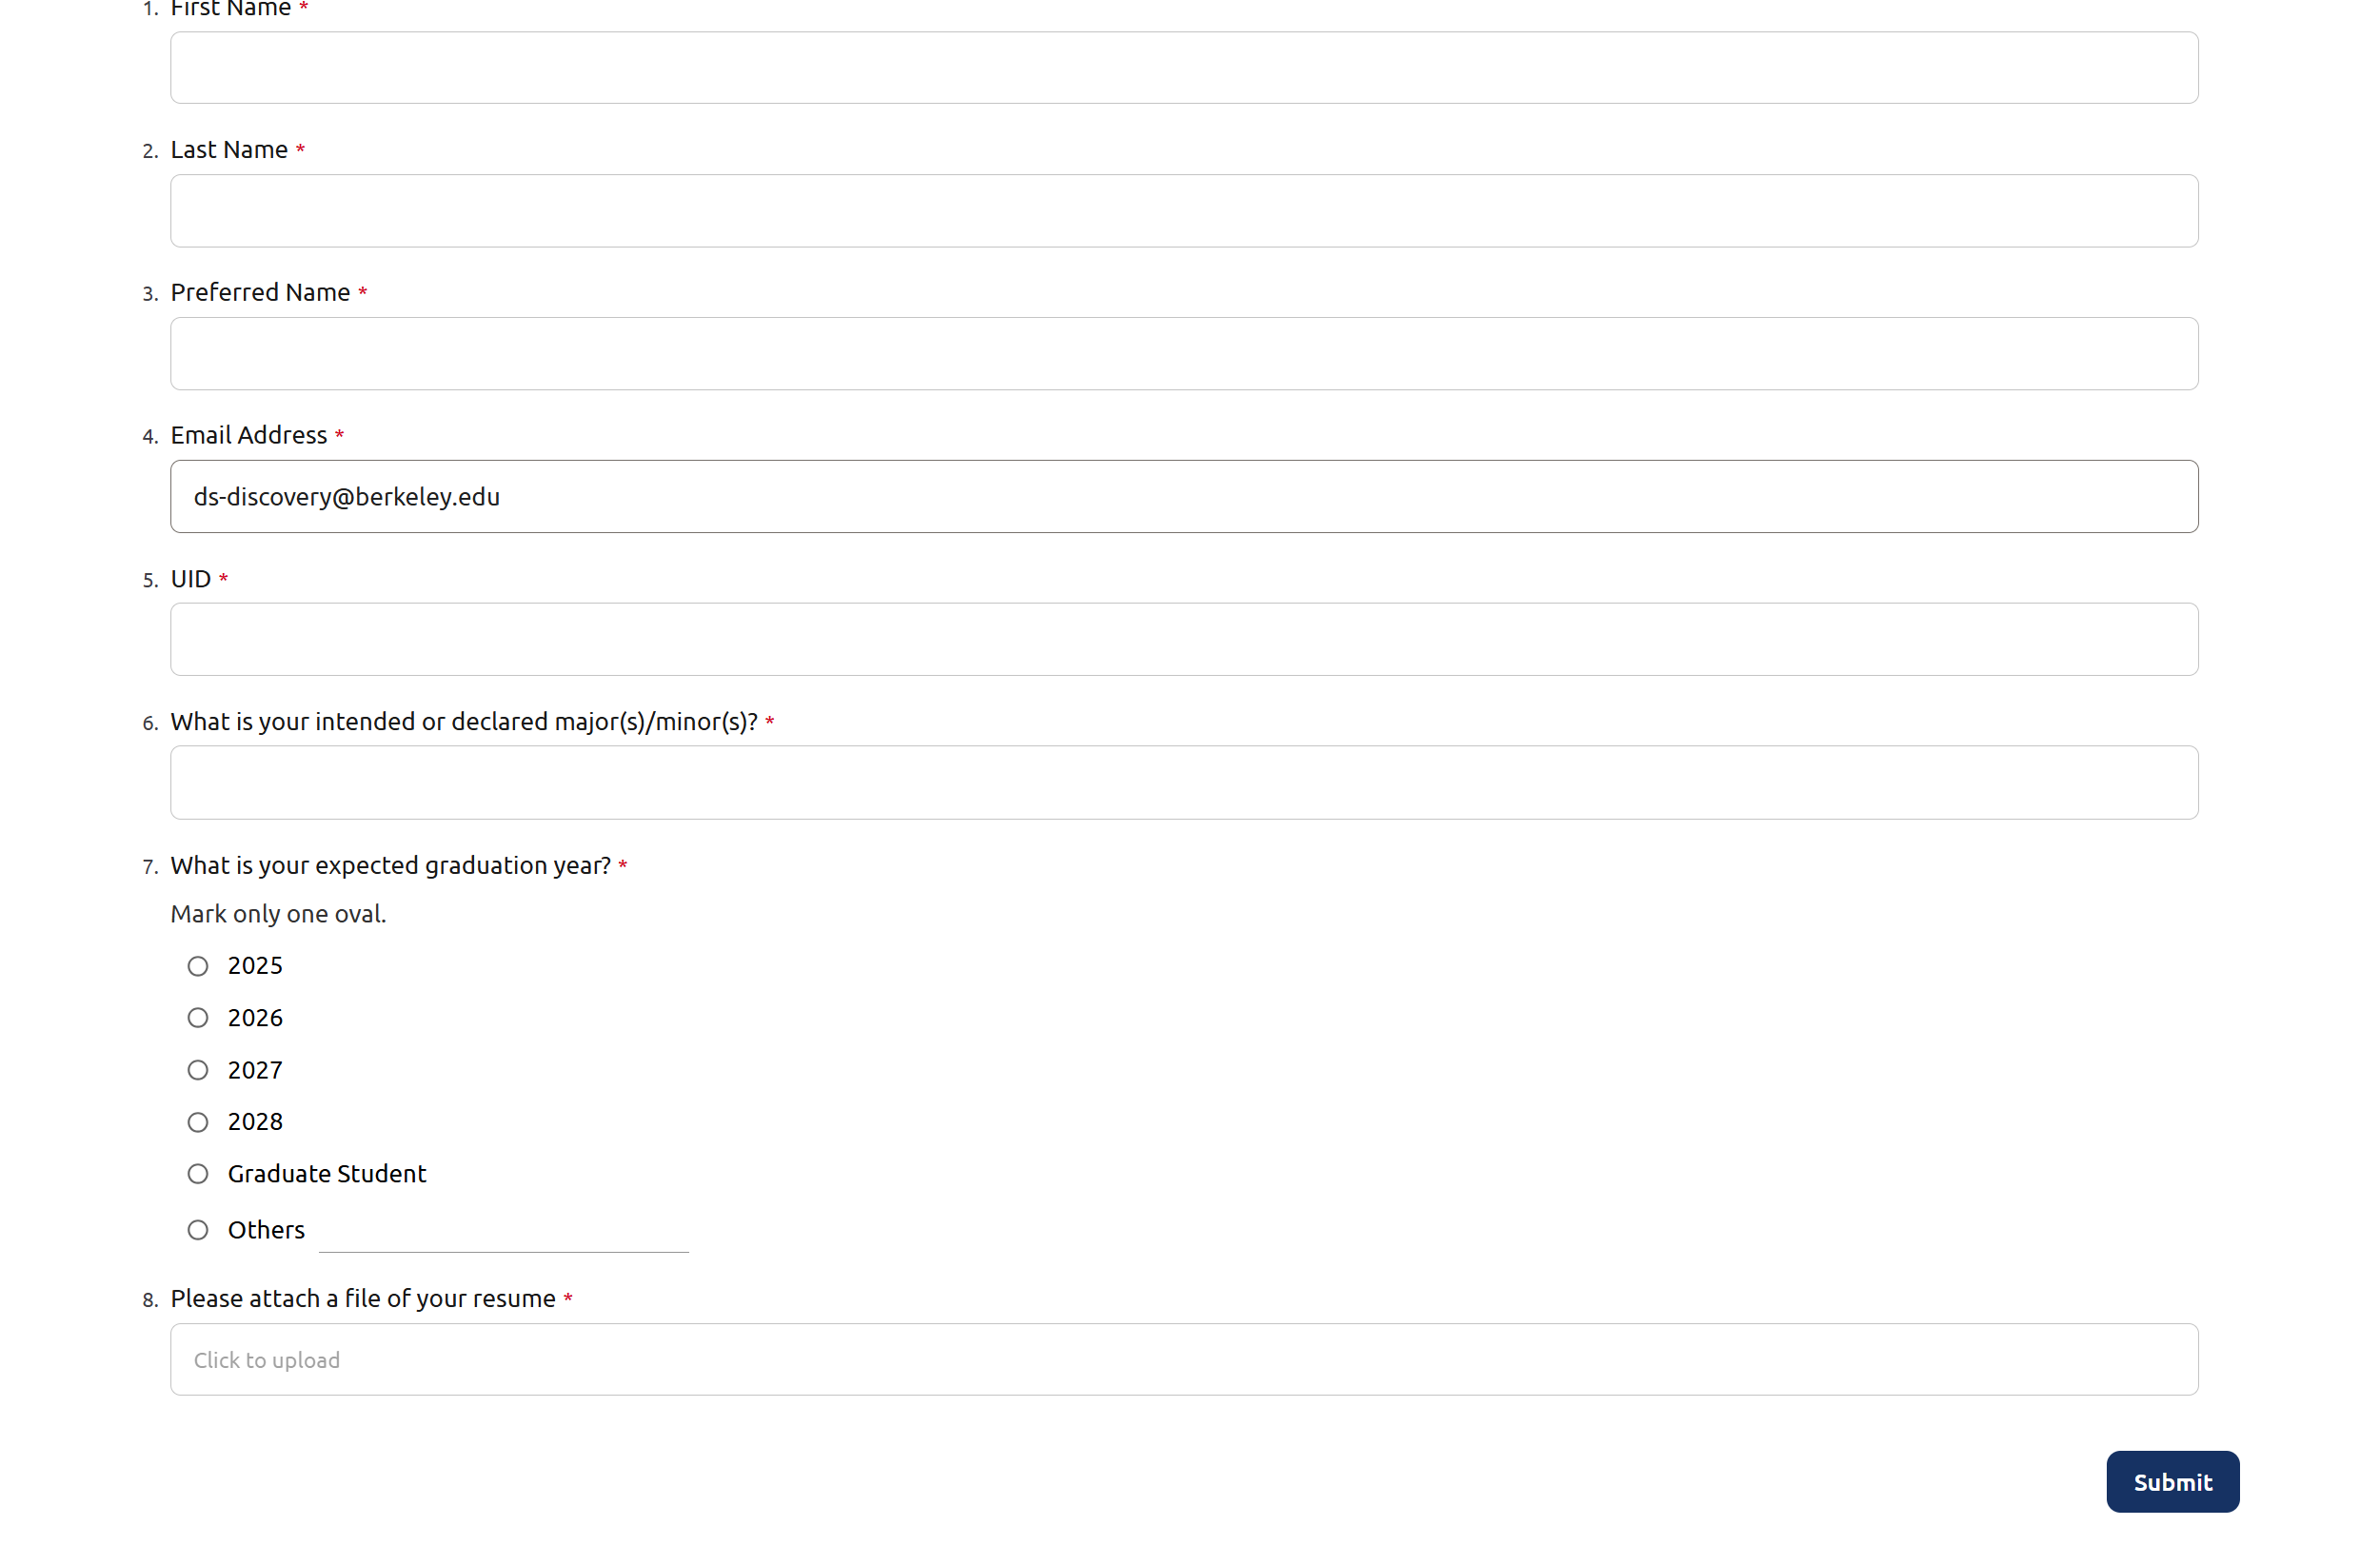 1. First Name *
2. Last Name *
3. Preferred Name *
4. Email Address *
ds-discovery@berkeley.edu
5. UID *
6. What is your intended or declared major(s)/minor(s)? *
7. What is your expected graduation year? *
Mark only one oval.
2025
2026
2027
2028
Graduate Student
Others
8. Please attach a file of your resume *
Click to upload
Submit